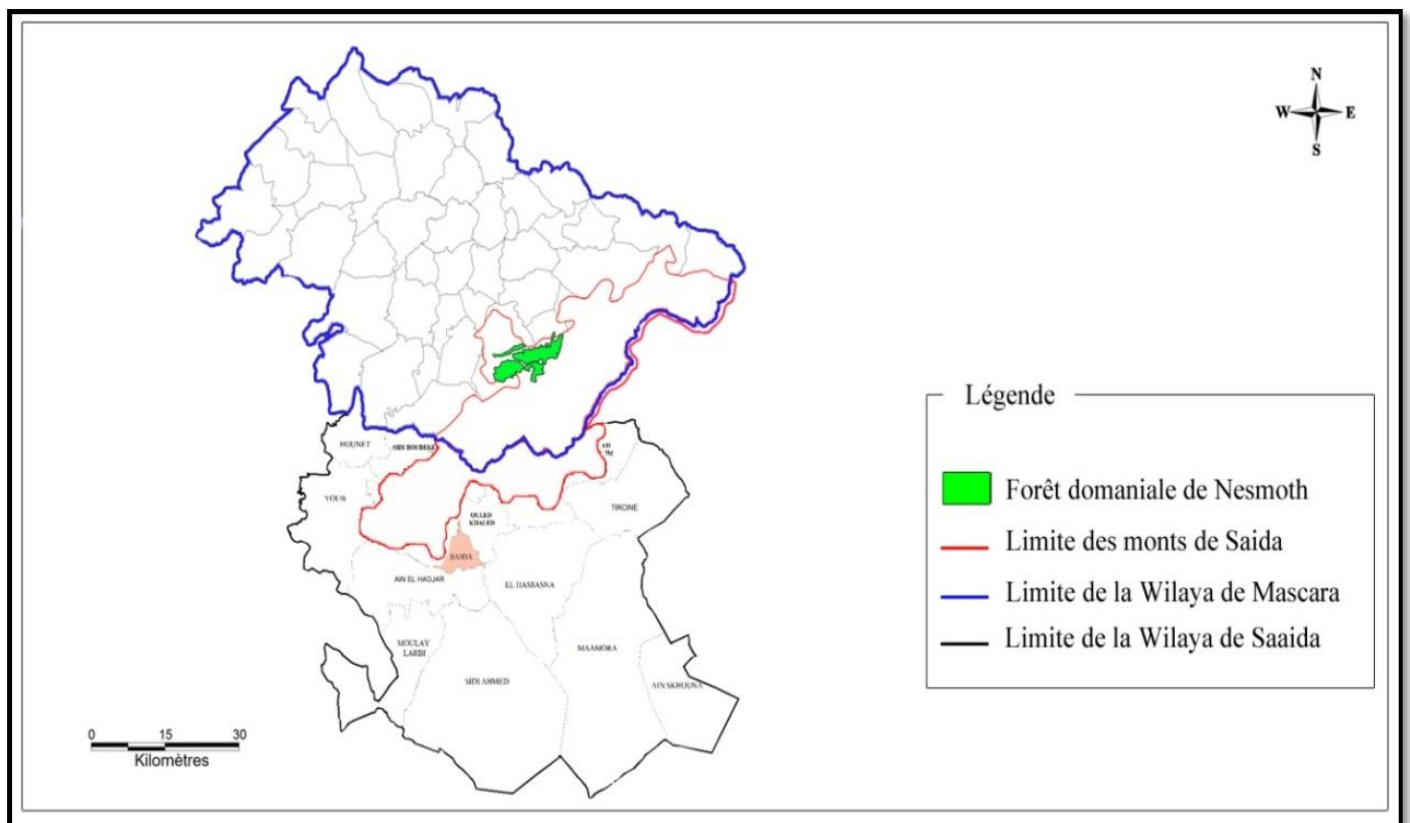 N
W E
S
HOUNET
YOUB
OULED
KHALED
TIRCINE
SAIDA
AIN EL HADJAR
EL HASSASNA
MOULAY
LARBI
MAAMORA
SIDI AHMED
AIN SKHOUNA
0 15 30
Kilomètres
Légende
Forêt domaniale de Nesmoth
Limite des monts de Saida
Limite de la Wilaya de Mascara
Limite de la Wilaya de Saaida